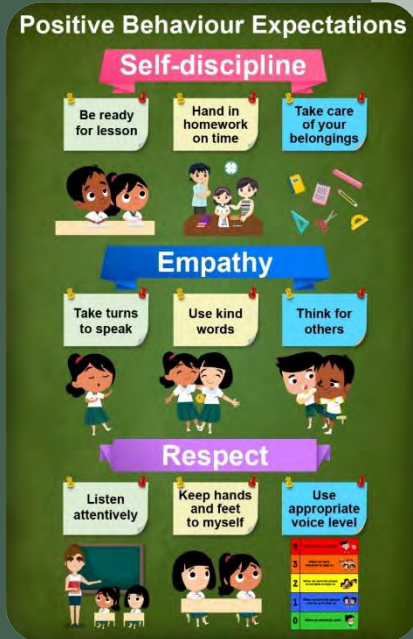 Positive Behaviour Expectations
Self-discipline
Be ready
for lesson
Hand in
homework
on time
Take care
of your
belongings
Empathy
Take turns
to speak
Use kind
words
Think for
others
Respect
Listen
attentively
Keep hands
and feet
to myself
Use
appropriate
voice level
3
2
1
0